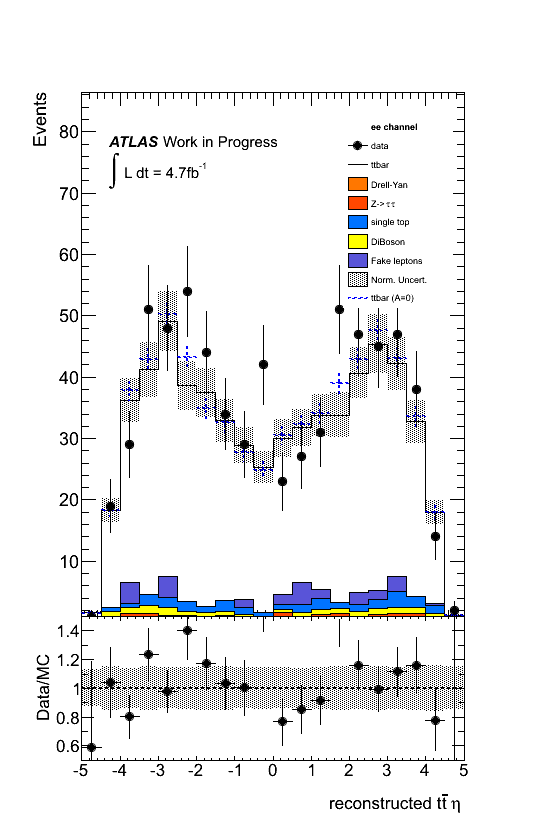 Events
80
70
60
50
40
30
20
10
ATLAS Work in Progress
∫ L dt = 4.7fb⁻¹
ee channel
data
ttbar
Drell-Yan
Z->ττ
single top
DiBoson
Fake leptons
Norm. Uncert.
ttbar (A=0)
Data/MC
1.4
1.2
1
0.8
0.6
-5 -4 -3 -2 -1 0 1 2 3 4 5
reconstructed tt̄ η